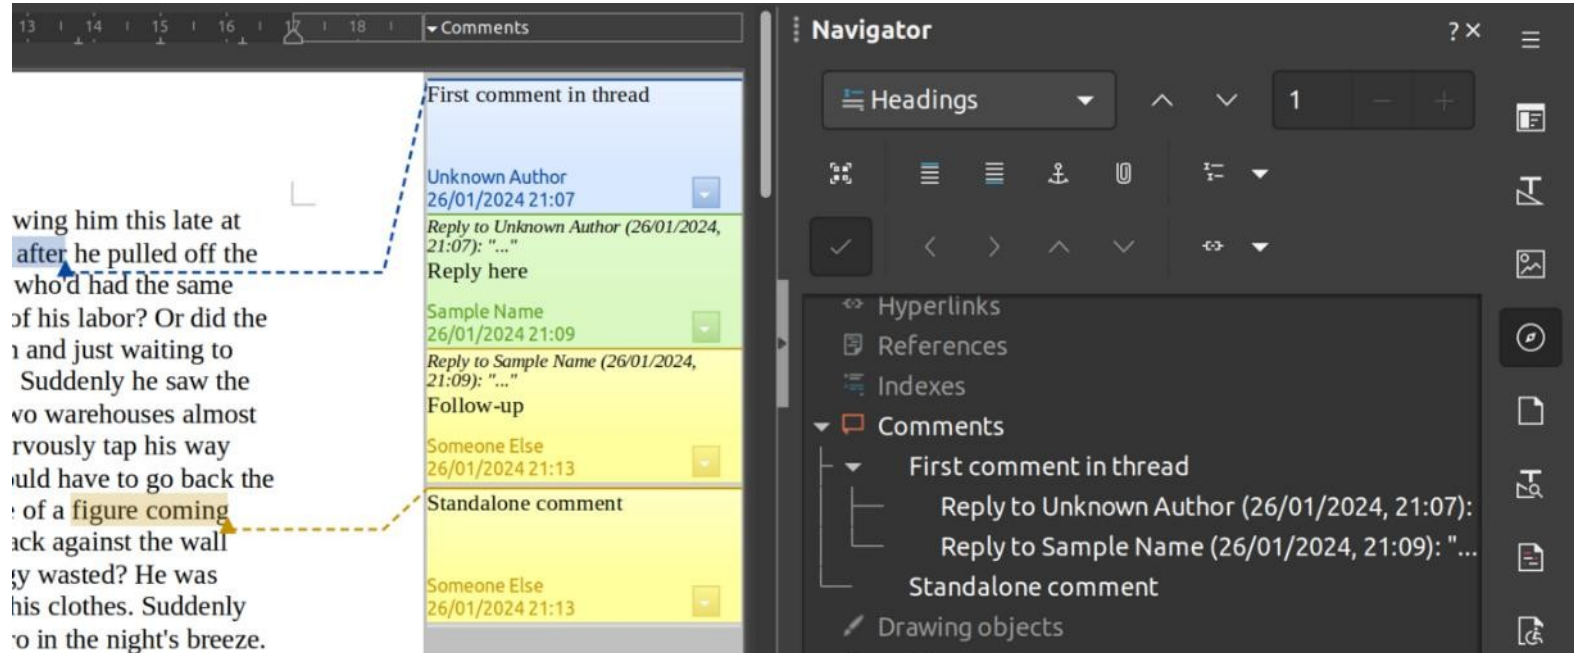 13 14 15 16 17 18
Comments
First comment in thread
Unknown Author
26/01/2024 21:07
Reply to Unknown Author (26/01/2024,
21:07): "..."
Reply here
Sample Name
26/01/2024 21:09
Reply to Sample Name (26/01/2024,
21:09): "..."
Follow-up
Someone Else
26/01/2024 21:13
Standalone comment
Someone Else
26/01/2024 21:13
wing him this late at
after he pulled off the
who'd had the same
of his labor? Or did the
and just waiting to
Suddenly he saw the
warehouses almost
rvously tap his way
uld have to go back the
of a figure coming
ack against the wall
gy wasted? He was
his clothes. Suddenly
ro in the night's breeze.
Navigator
? ×
Headings
1
Hyperlinks
References
Indexes
Comments
First comment in thread
Reply to Unknown Author (26/01/2024, 21:07):
Reply to Sample Name (26/01/2024, 21:09): "...
Standalone comment
Drawing objects